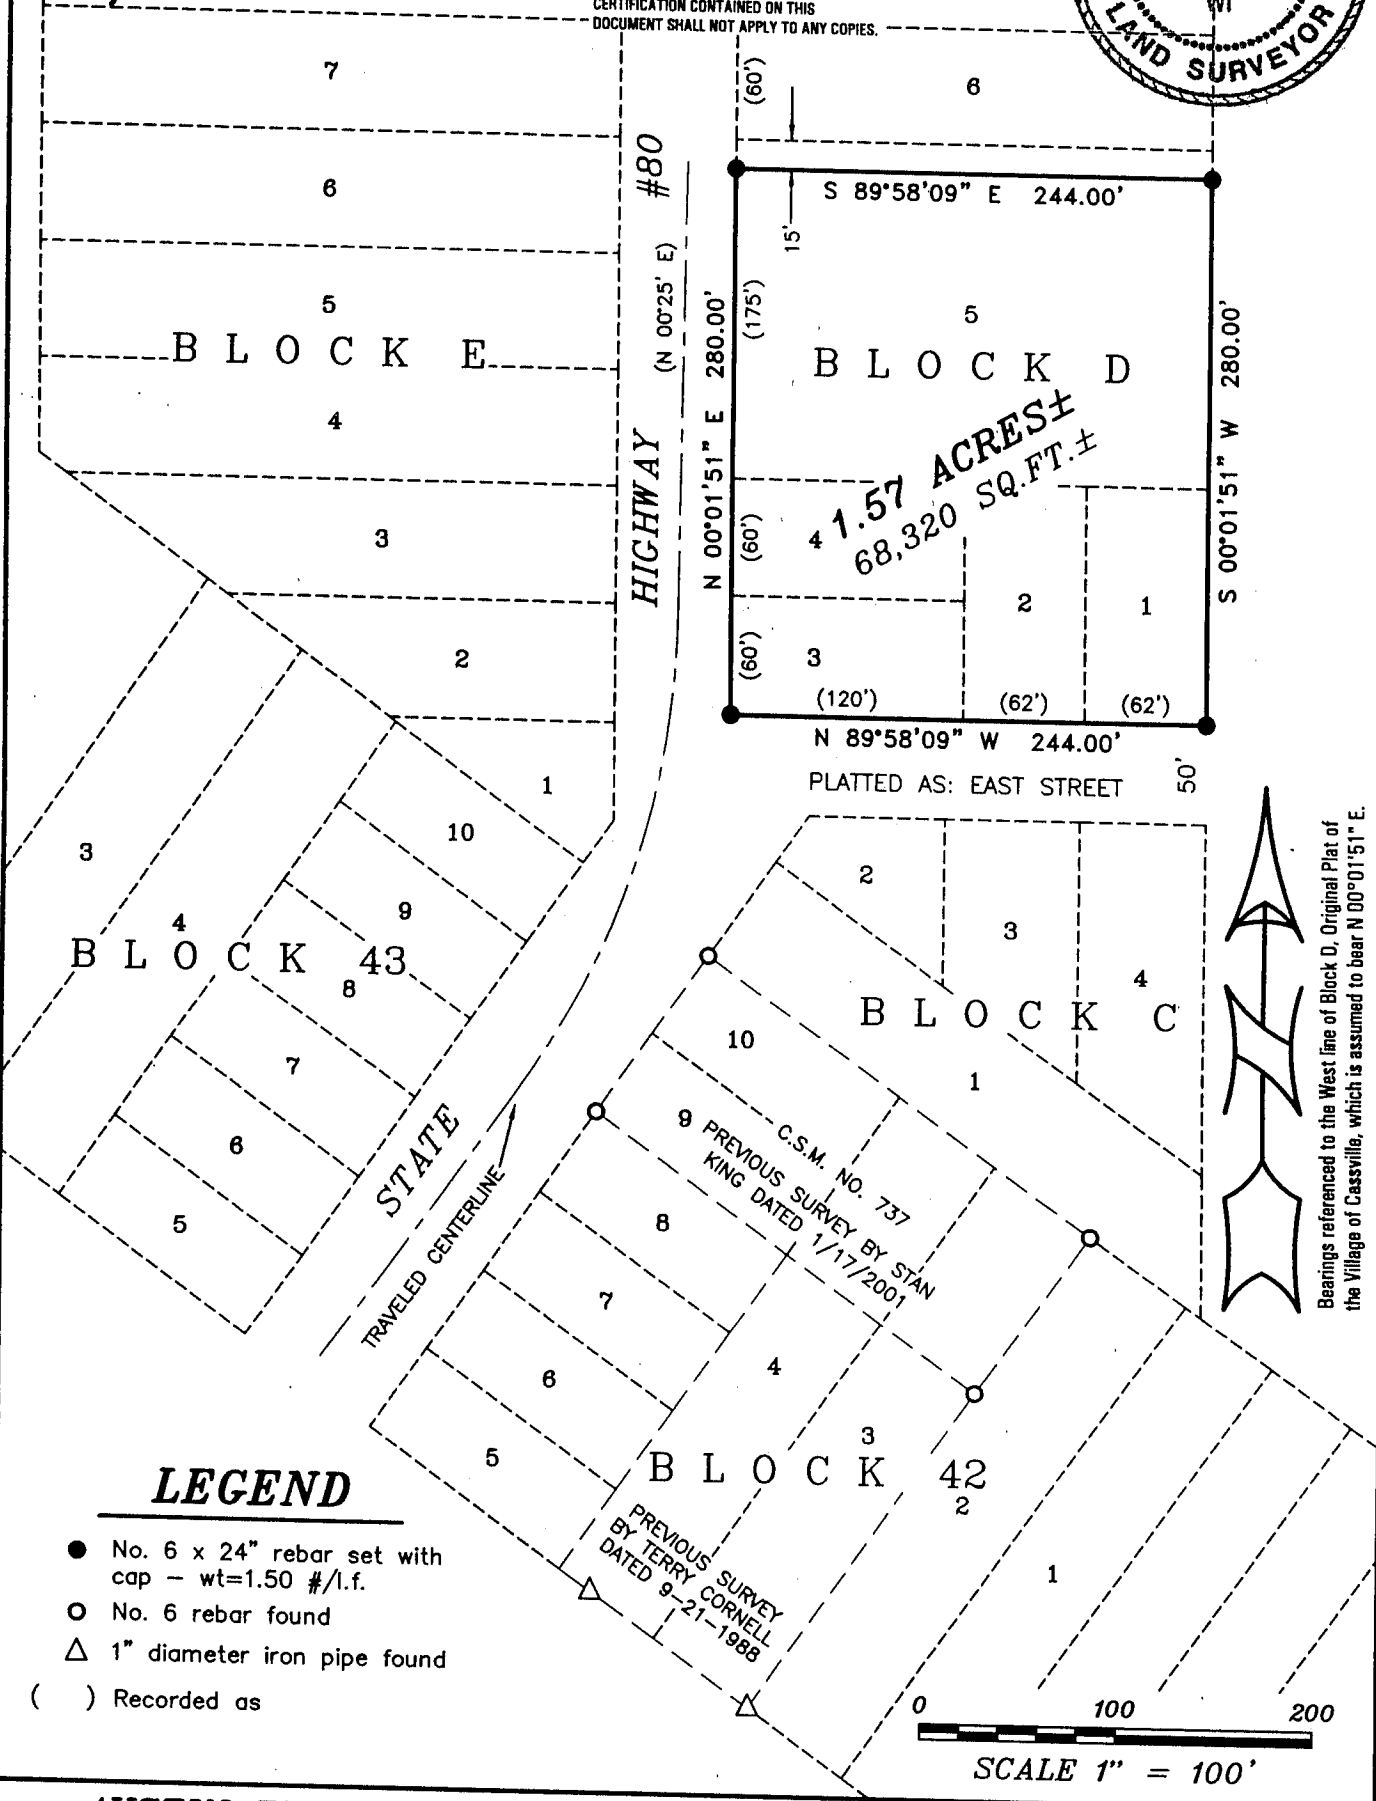 CERTIFICATION CONTAINED ON THIS
DOCUMENT SHALL NOT APPLY TO ANY COPIES.
WI
LAND SURVEYOR
7
6
5
BLOCK E
4
3
2
1
HIGHWAY #80
(N 00°25' E)
6
(60')
15'
S 89°58'09" E 244.00'
N 00°01'51" E 280.00'
(175')
5
BLOCK D
1.57 ACRES±
68,320 SQ.FT.±
S 00°01'51" W 280.00'
(60')
4
2
1
(60')
3
(120')
(62')
(62')
N 89°58'09" W 244.00'
PLATTED AS: EAST STREET
50'
3
4
BLOCK 43
10
9
8
7
6
5
STATE
TRAVELED CENTERLINE
2
3
4
BLOCK C
1
10
9
C.S.M. NO. 737
PREVIOUS SURVEY BY STAN
KING DATED 1/17/2001
8
7
6
5
4
3
BLOCK 42
2
1
PREVIOUS SURVEY
BY TERRY CORNELL
DATED 9-21-1988
Bearings referenced to the West line of Block D, Original Plat of
the Village of Cassville, which is assumed to bear N 00°01'51" E.
LEGEND
No. 6 x 24" rebar set with
cap - wt=1.50 #/l.f.
No. 6 rebar found
1" diameter iron pipe found
( ) Recorded as
0 100 200
SCALE 1" = 100'